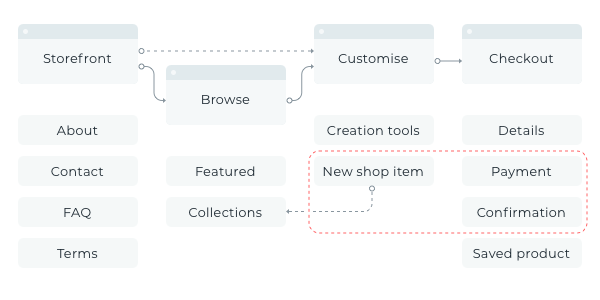 Storefront
Customise
Checkout
Browse
About
Creation tools
Details
Contact
Featured
New shop item
Payment
FAQ
Collections
Confirmation
Terms
Saved product